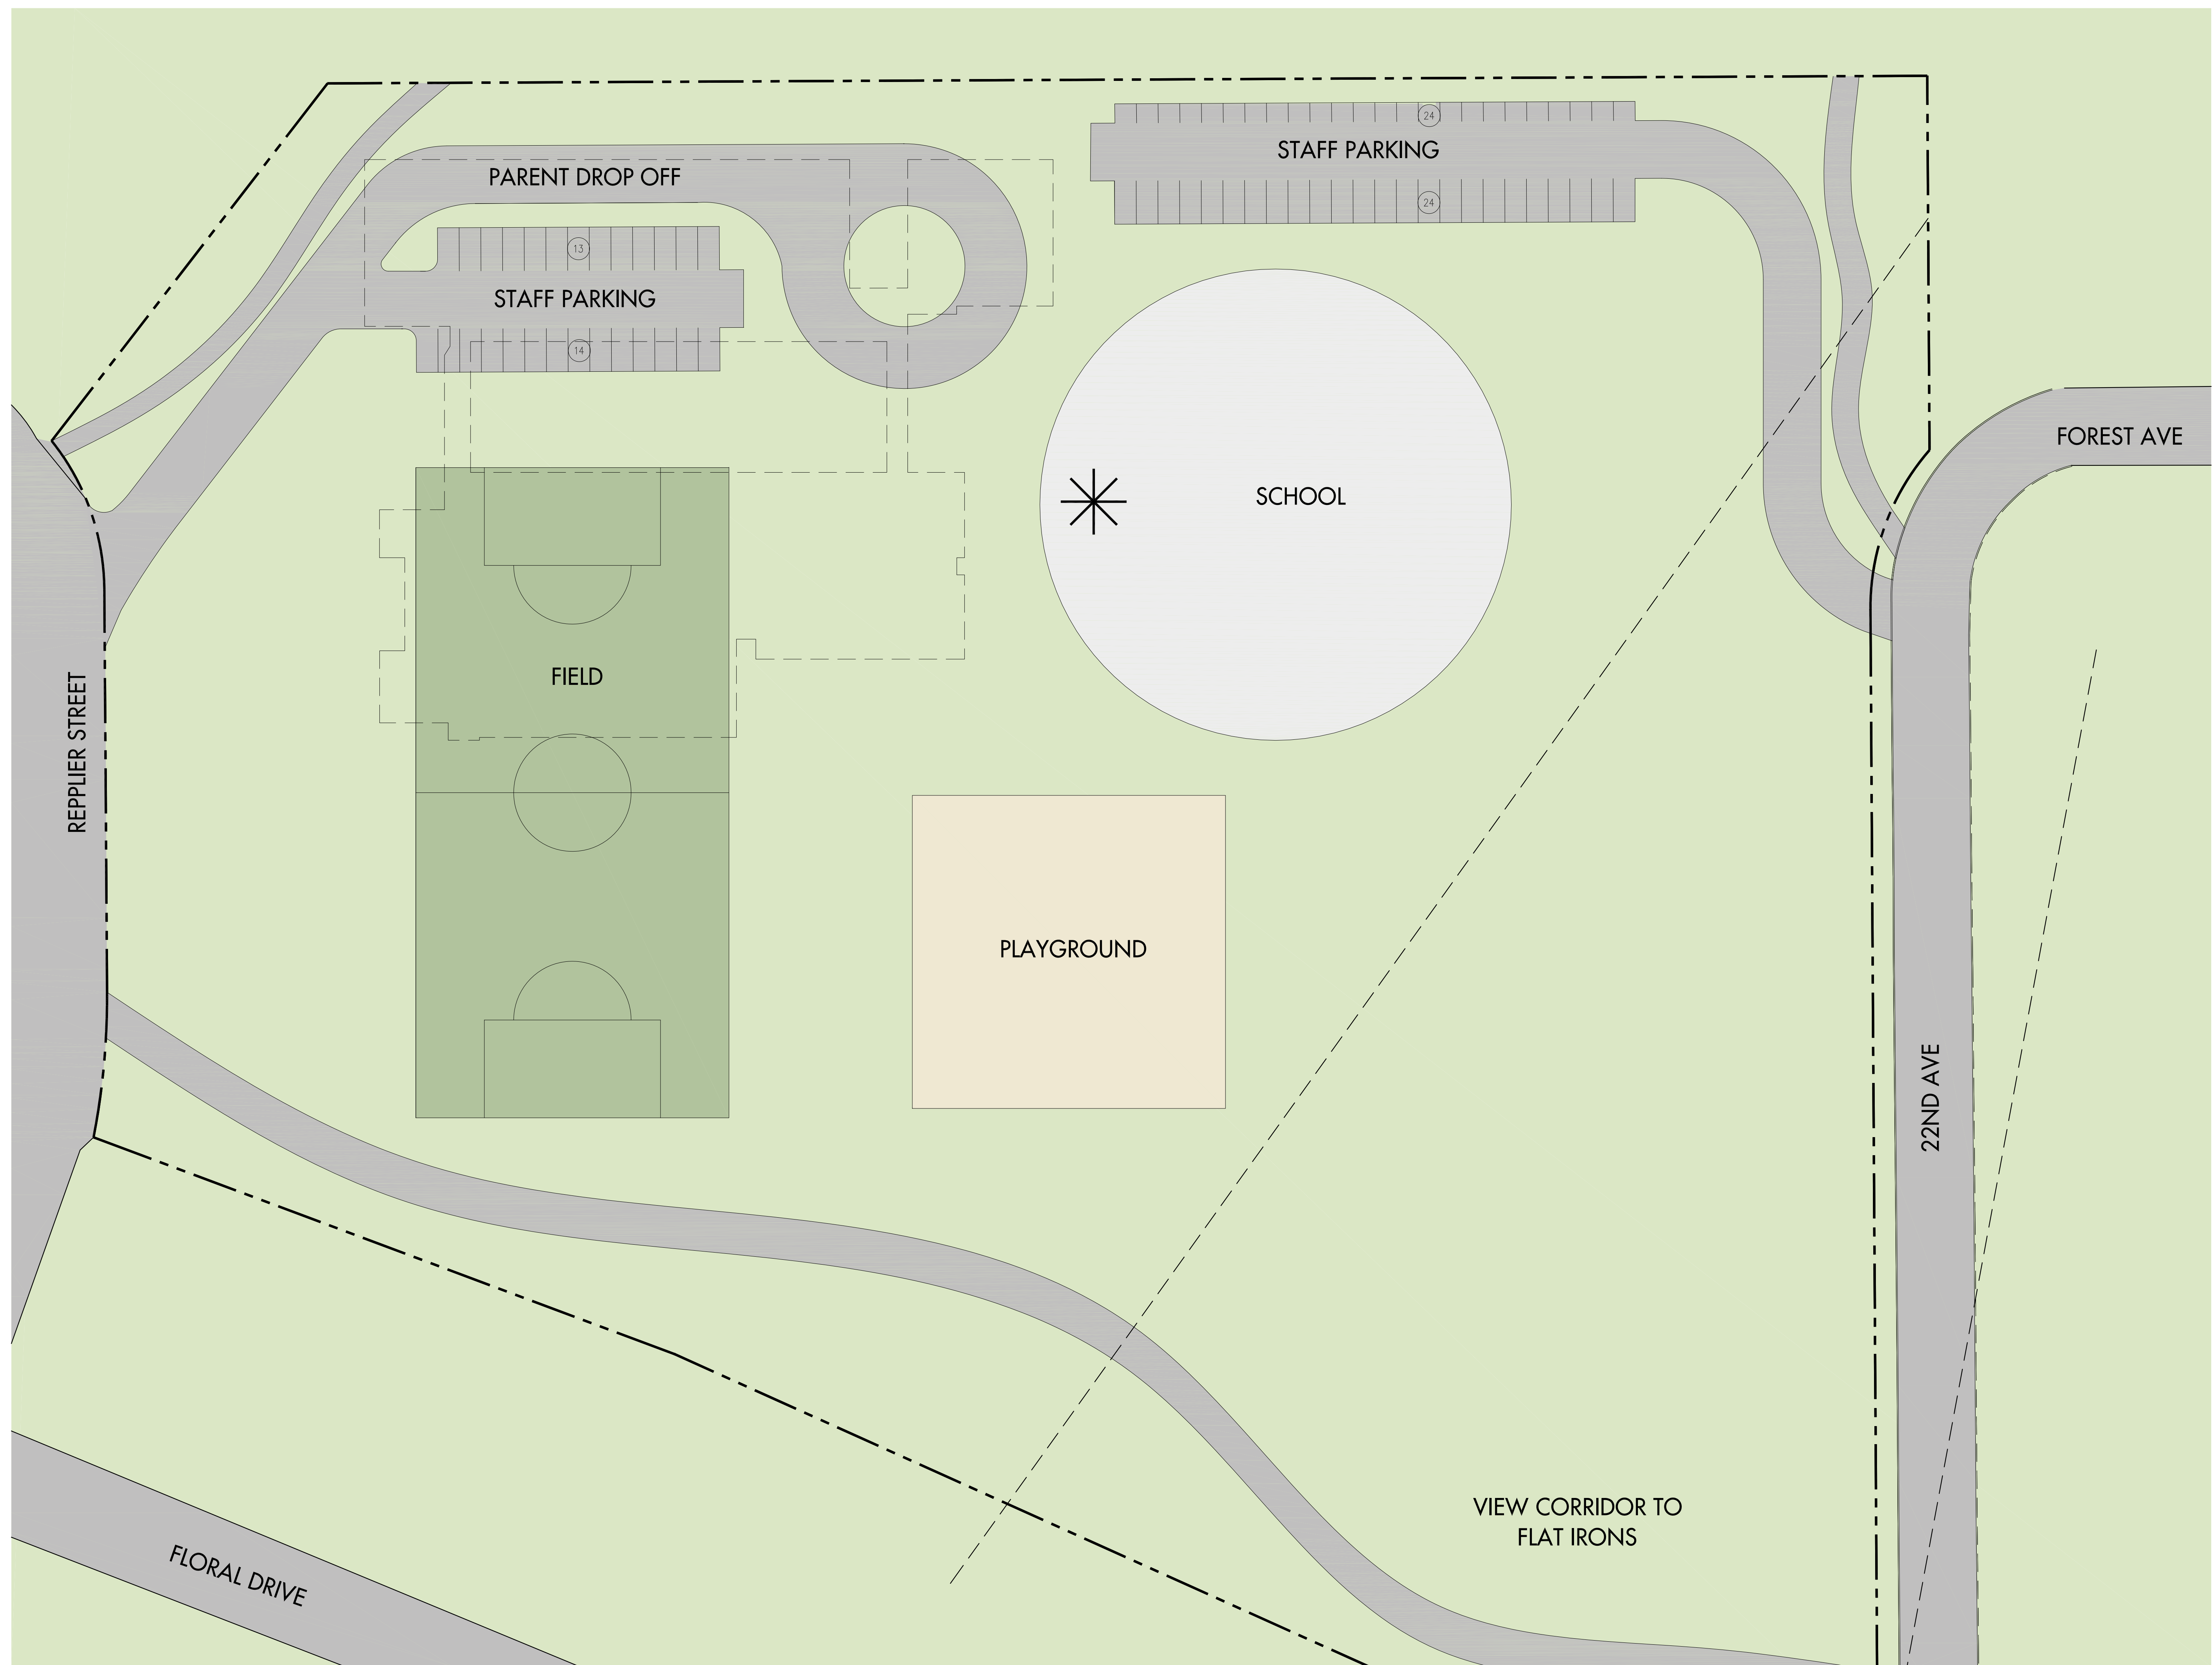 24
STAFF PARKING
24
PARENT DROP OFF
13
STAFF PARKING
14
FOREST AVE
SCHOOL
FIELD
REPPLIER STREET
PLAYGROUND
22ND AVE
VIEW CORRIDOR TO
FLAT IRONS
FLORAL DRIVE